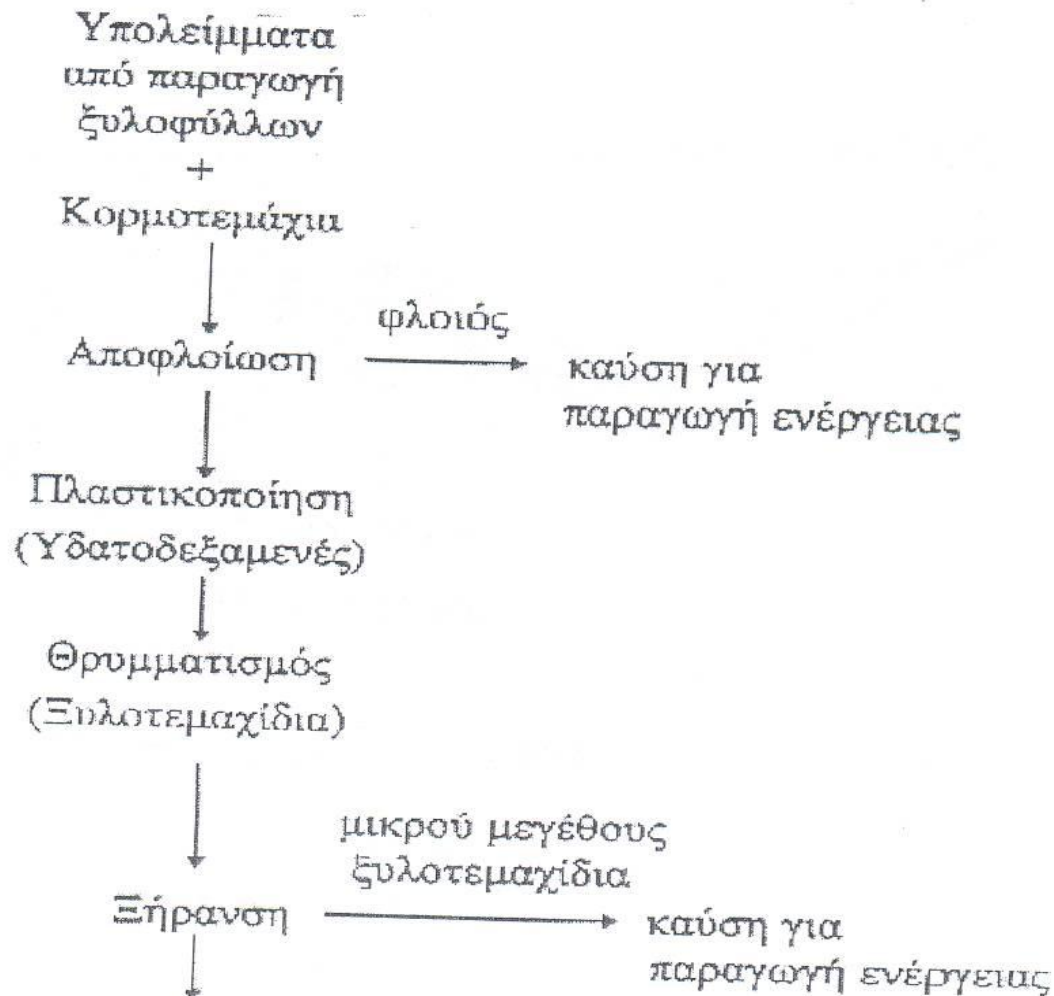 Υπολείμματα
από παραγωγή
ξυλοφύλλων
+
Κορμοτεμάχια
Αποφλοίωση
φλοιός
καύση για
παραγωγή ενέργειας
Πλαστικοποίηση
(Υδατοδεξαμενές)
Θρυμματισμός
(Ξυλοτεμαχίδια)
μικρού μεγέθους
ξυλοτεμαχίδια
Ξήρανση
καύση για
παραγωγή ενέργειας